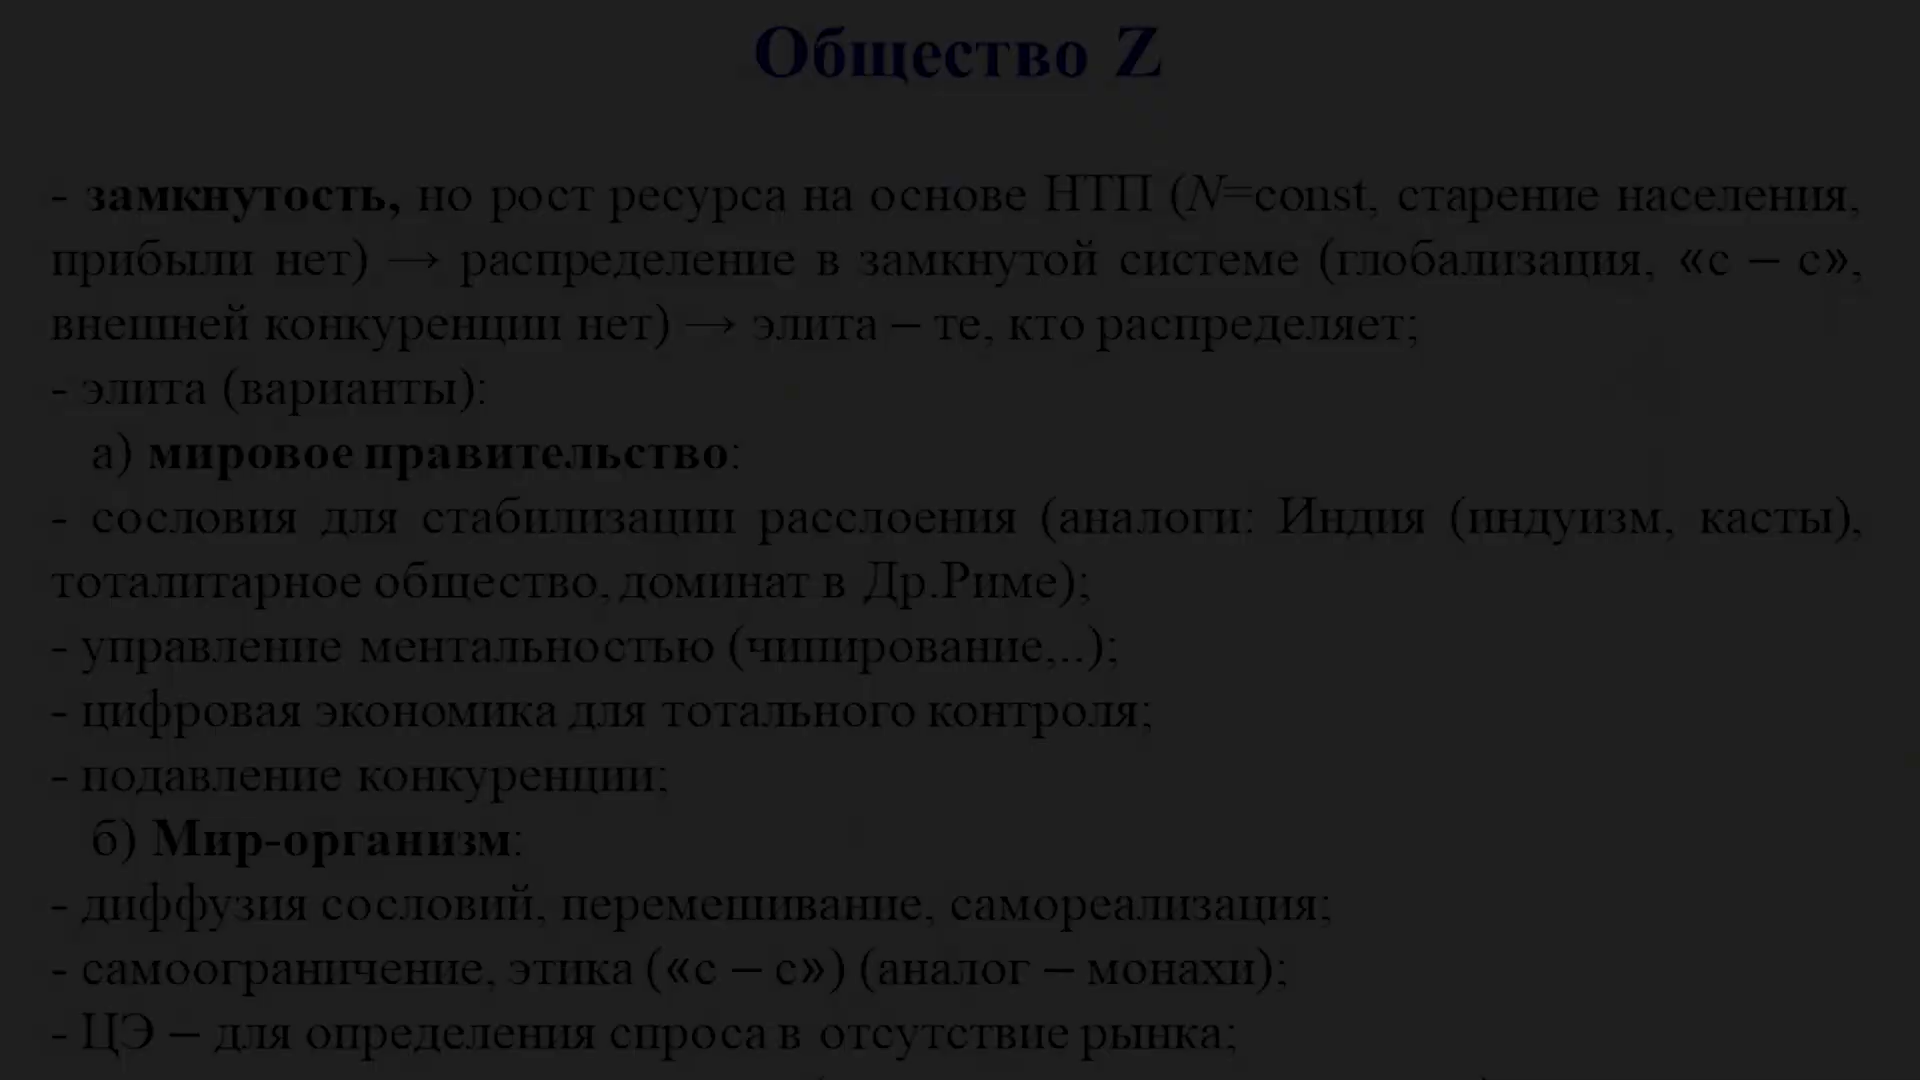 Общество Z
- замкнутость, но рост ресурса на основе НТП (N=const, старение населения,
прибыли нет) → распределение в замкнутой системе (глобализация, «с – с»,
внешней конкуренции нет) → элита – те, кто распределяет;
- элита (варианты):
а) мировое правительство:
- сословия для стабилизации расслоения (аналоги: Индия (индуизм, касты),
тоталитарное общество, доминат в Др.Риме);
- управление ментальностью (чипирование,..);
- цифровая экономика для тотального контроля;
- подавление конкуренции;
б) Мир-организм:
- диффузия сословий, перемешивание, самореализация;
- самоограничение, этика («с – с») (аналог – монахи);
- ЦЭ – для определения спроса в отсутствие рынка;